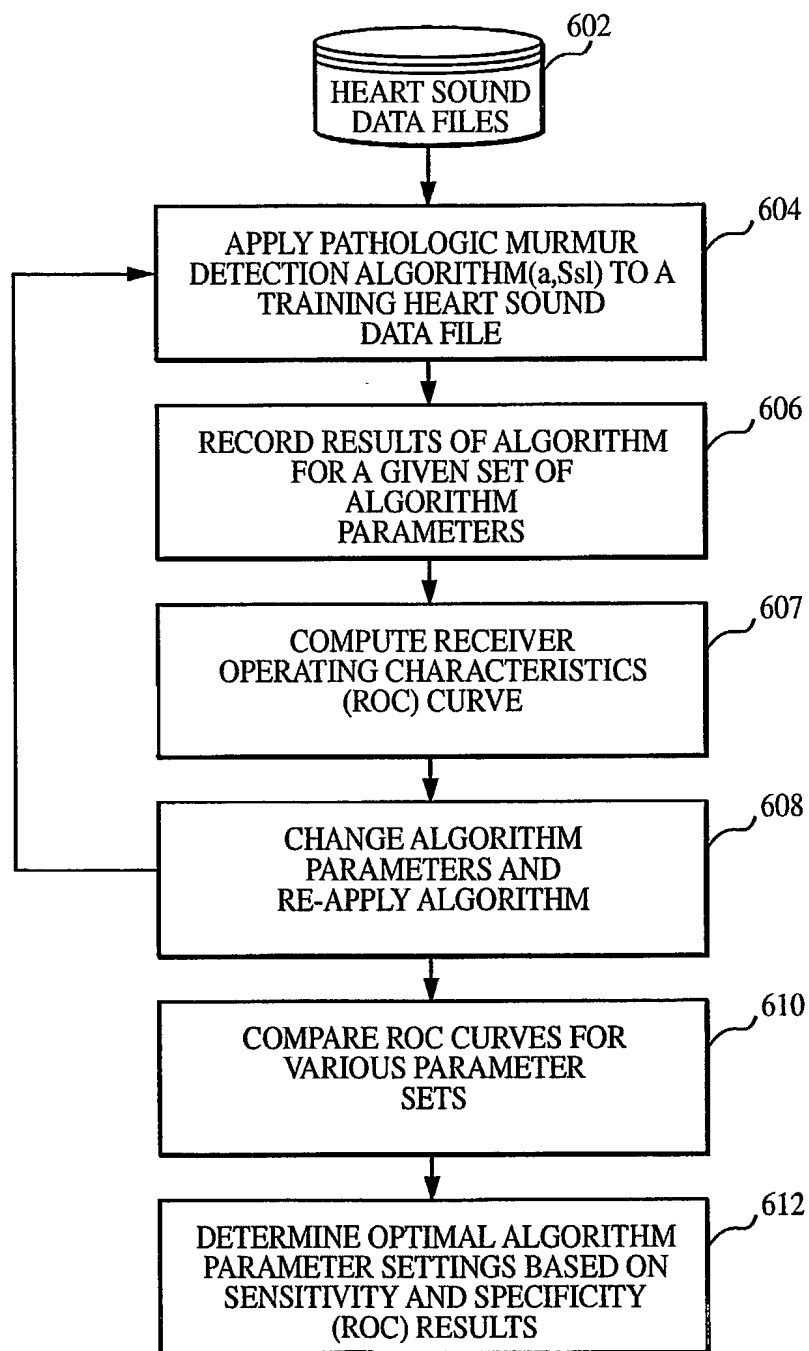 602
HEART SOUND
DATA FILES
604
APPLY PATHOLOGIC MURMUR
DETECTION ALGORITHM(a,Ssl) TO A
TRAINING HEART SOUND
DATA FILE
606
RECORD RESULTS OF ALGORITHM
FOR A GIVEN SET OF
ALGORITHM
PARAMETERS
607
COMPUTE RECEIVER
OPERATING CHARACTERISTICS
(ROC) CURVE
608
CHANGE ALGORITHM
PARAMETERS AND
RE-APPLY ALGORITHM
610
COMPARE ROC CURVES FOR
VARIOUS PARAMETER
SETS
612
DETERMINE OPTIMAL ALGORITHM
PARAMETER SETTINGS BASED ON
SENSITIVITY AND SPECIFICITY
(ROC) RESULTS